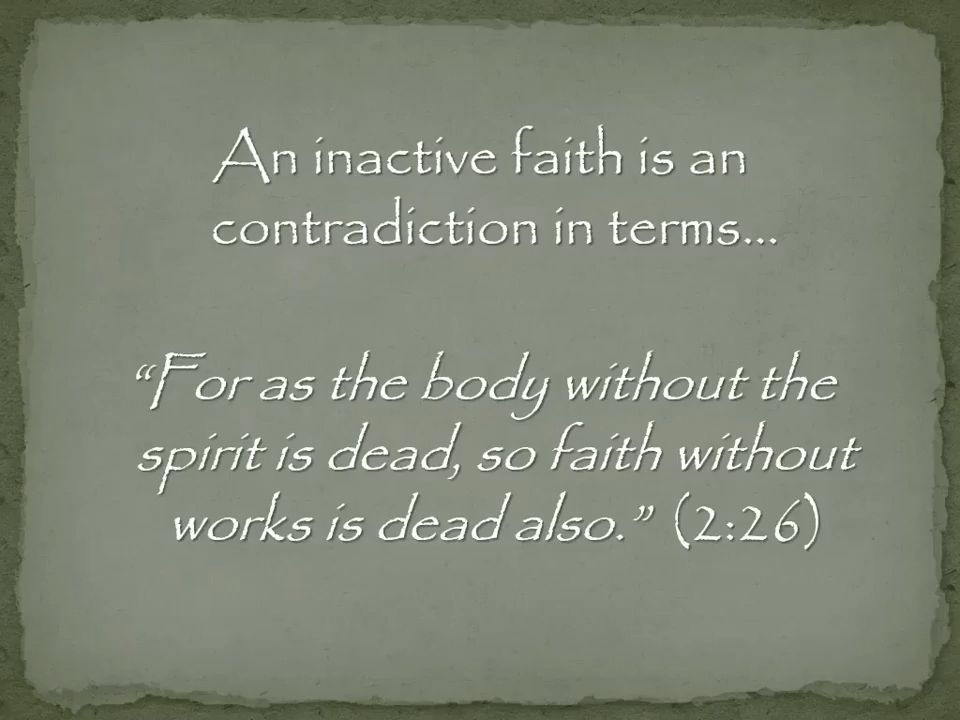 An inactive faith is an
contradiction in terms...
“For as the body without the
spirit is dead, so faith without
works is dead also.” (2:26)